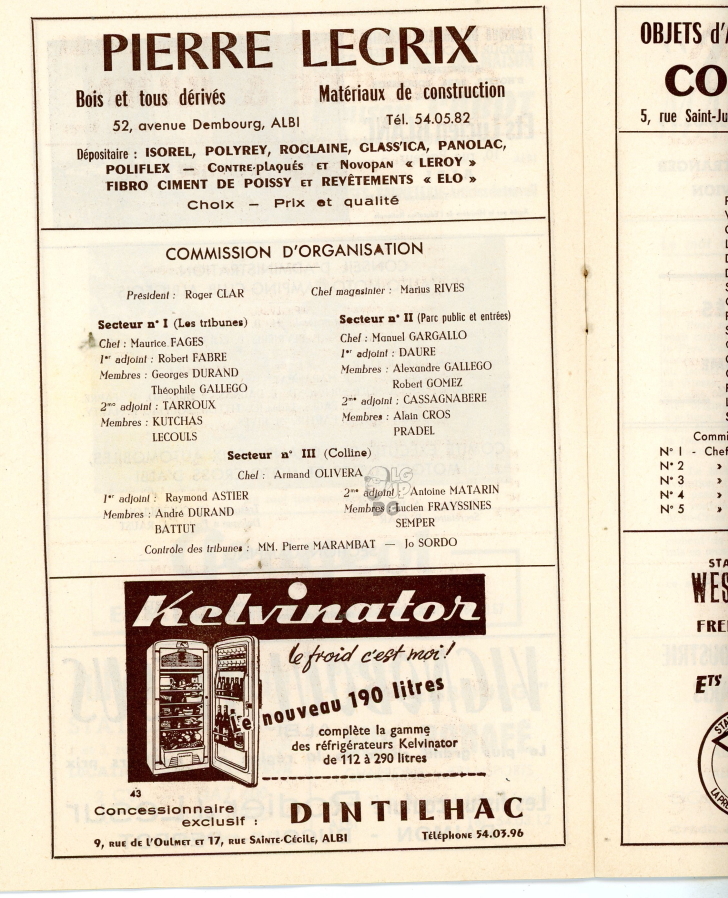 PIERRE LEGRIX
Bois et tous dérivés Matériaux de construction
52, avenue Dembourg, ALBI Tél. 54.05.82
Dépositaire : ISOREL, POLYREY, ROCLAINE, GLASS'ICA, PANOLAC,
POLIFLEX — Contre-plaqués et Novopan « LEROY »
FIBRO CIMENT DE POISSY et REVÊTEMENTS « ELO »
Choix — Prix et qualité
COMMISSION D'ORGANISATION
Président : Roger CLAR Chef magasinier : Marius RIVES
Secteur n° I (Les tribunes)
Chef : Maurice FAGES
1er adjoint : Robert FABRE
Membres : Georges DURAND
Théophile GALLEGO
2me adjoint : TARROUX
Membres : KUTCHAS
LECOULS
Secteur n° II (Parc public et entrées)
Chef : Manuel GARGALLO
1er adjoint : DAURE
Membres : Alexandre GALLEGO
Robert GOMEZ
2me adjoint : CASSAGNABERE
Membres : Alain CROS
PRADEL
Secteur n° III (Colline)
Chef : Armand OLIVERA
1er adjoint : Raymond ASTIER
Membres : André DURAND
BATTUT
2me adjoint : Antoine MATARIN
Membres Lucien FRAYSSINES
SEMPER
Contrôle des tribunes : MM. Pierre MARAMBAT — Jo SORDO
Kelvinator
le froid c'est moi !
le nouveau 190 litres
complète la gamme
des réfrigérateurs Kelvinator
de 112 à 290 litres
43
Concessionnaire
exclusif : DINTILHAC
9, rue de l'Oulmet et 17, rue Sainte-Cécile, ALBI Téléphone 54.03.96
OBJETS d'
CO
5, rue Saint-Ju
Commi
N° 1 - Chef
N° 2 »
N° 3 »
N° 4 »
N° 5 »
STA
WES
FREI
ETS
STA